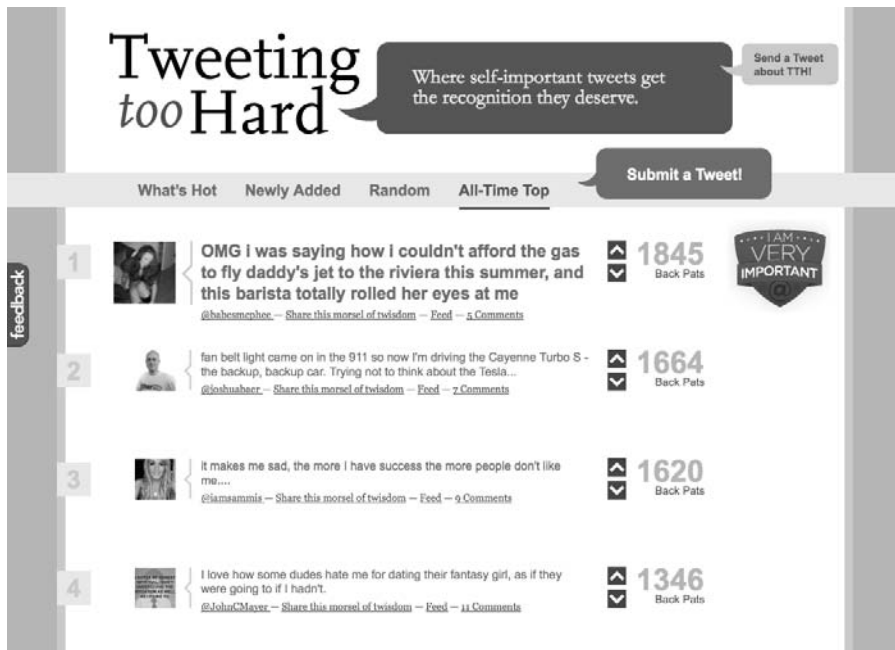 Tweeting
too Hard
Where self-important tweets get
the recognition they deserve.
Send a Tweet
about TTH!
Submit a Tweet!
What's Hot Newly Added Random All-Time Top
feedback
1
OMG i was saying how i couldn't afford the gas
to fly daddy's jet to the riviera this summer, and
this barista totally rolled her eyes at me
@babesmcphee — Share this morsel of twisdom — Feed — 5 Comments
1845
Back Pats
I AM
VERY
IMPORTANT
@
2
fan belt light came on in the 911 so now I'm driving the Cayenne Turbo S -
the backup, backup car. Trying not to think about the Tesla...
@joshuabaer — Share this morsel of twisdom — Feed — 7 Comments
1664
Back Pats
3
it makes me sad, the more I have success the more people don't like
me....
@iamsammis — Share this morsel of twisdom — Feed — 9 Comments
1620
Back Pats
4
I love how some dudes hate me for dating their fantasy girl, as if they
were going to if I hadn't.
@JohnCMayer — Share this morsel of twisdom — Feed — 11 Comments
1346
Back Pats